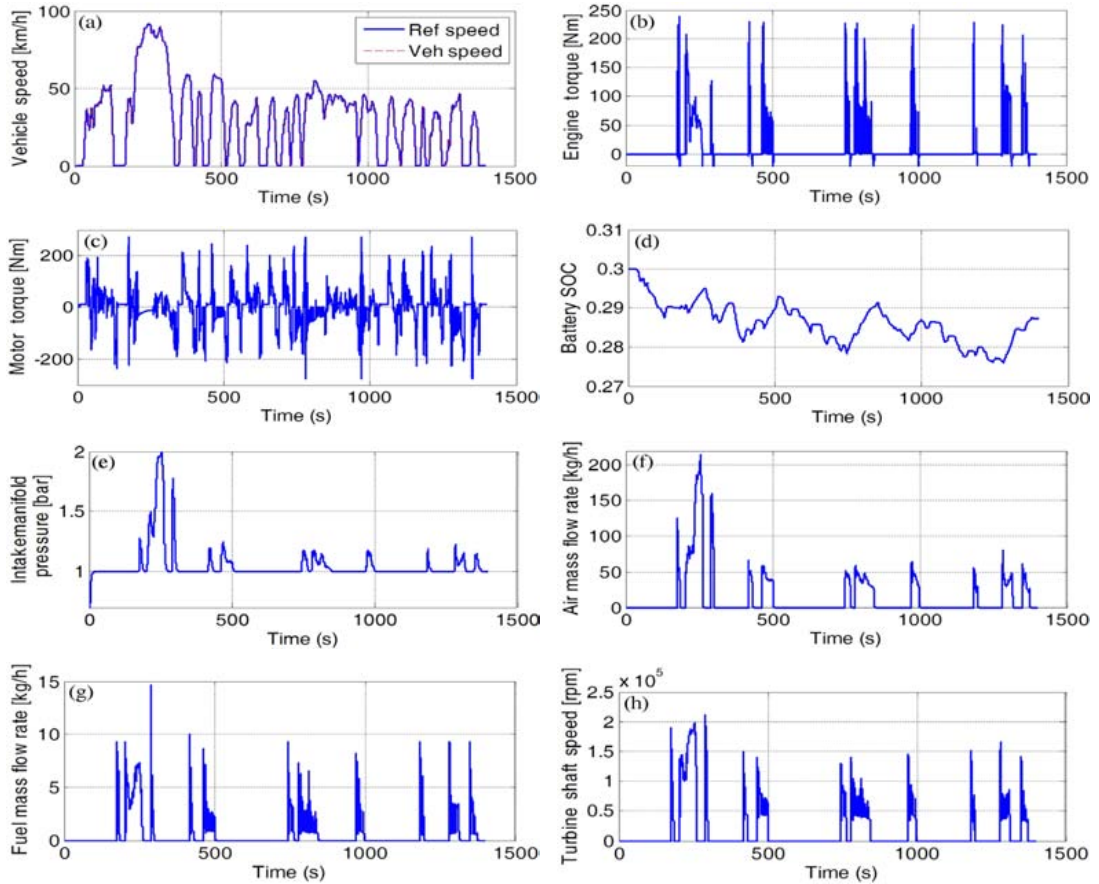 (a)
Vehicle speed [km/h]
100
50
0
Ref speed
Veh speed
0 500 1000 1500
Time (s)
(b)
Engine torque [Nm]
250
200
150
100
50
0
0 500 1000 1500
Time (s)
(c)
Motor torque [Nm]
200
0
-200
0 500 1000 1500
Time (s)
(d)
Battery SOC
0.31
0.3
0.29
0.28
0.27
0 500 1000 1500
Time (s)
(e)
Intakemanifold
pressure [bar]
2
1.5
1
0 500 1000 1500
Time (s)
(f)
Air mass flow rate [kg/h]
200
150
100
50
0
0 500 1000 1500
Time (s)
(g)
Fuel mass flow rate [kg/h]
15
10
5
0
0 500 1000 1500
Time (s)
(h)
Turbine shaft speed [rpm]
x 10^5
2.5
2
1.5
1
0.5
0
0 500 1000 1500
Time (s)